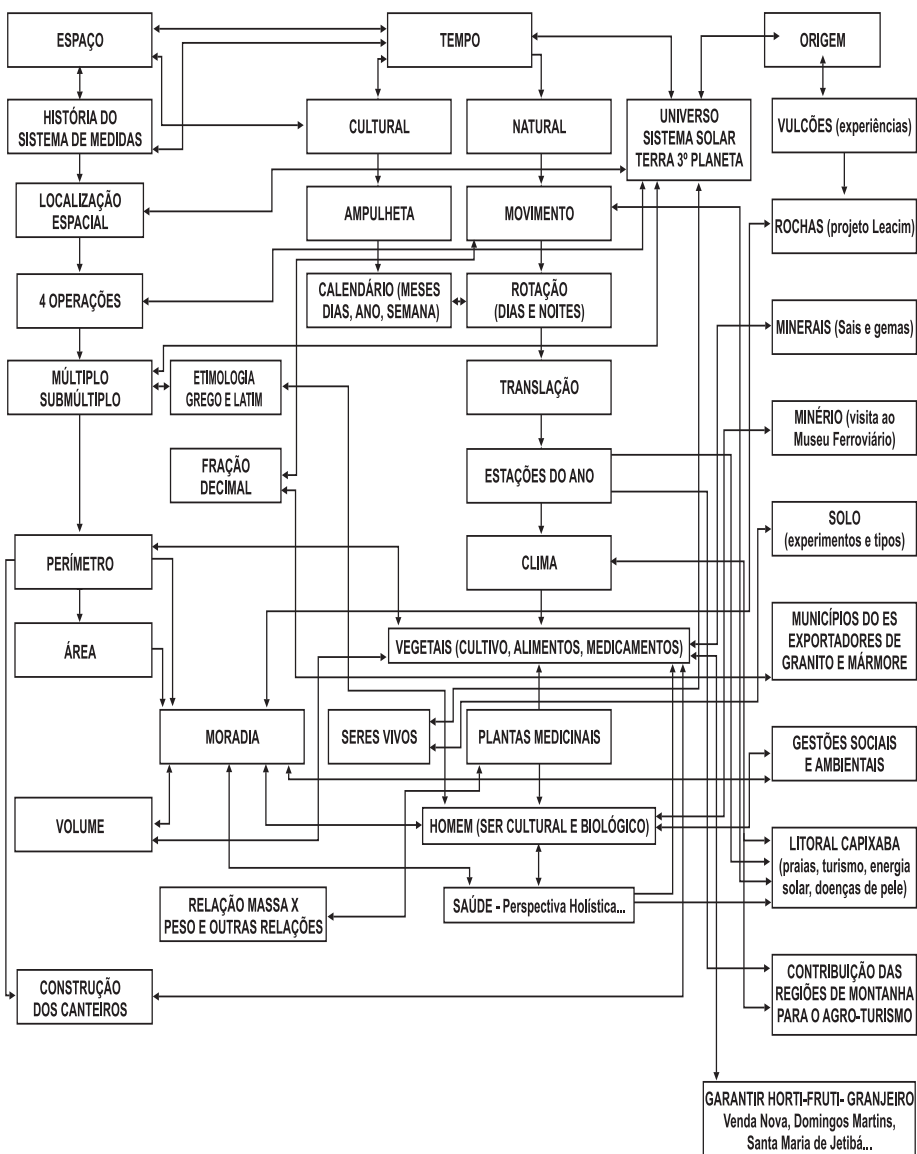 ESPAÇO
TEMPO
ORIGEM
HISTÓRIA DO
SISTEMA DE MEDIDAS
CULTURAL
NATURAL
UNIVERSO
SISTEMA SOLAR
TERRA 3º PLANETA
VULCÕES (experiências)
LOCALIZAÇÃO
ESPACIAL
AMPULHETA
MOVIMENTO
ROCHAS (projeto Leacim)
4 OPERAÇÕES
CALENDÁRIO (MESES
DIAS, ANO, SEMANA)
ROTAÇÃO
(DIAS E NOITES)
MINERAIS (Sais e gemas)
MÚLTIPLO
SUBMÚLTIPLO
ETIMOLOGIA
GREGO E LATIM
TRANSLAÇÃO
MINÉRIO (visita ao
Museu Ferroviário)
FRAÇÃO
DECIMAL
ESTAÇÕES DO ANO
SOLO
(experimentos e tipos)
PERÍMETRO
CLIMA
ÁREA
VEGETAIS (CULTIVO, ALIMENTOS, MEDICAMENTOS)
MUNICÍPIOS DO ES
EXPORTADORES DE
GRANITO E MÁRMORE
MORADIA
SERES VIVOS
PLANTAS MEDICINAIS
GESTÕES SOCIAIS
E AMBIENTAIS
VOLUME
HOMEM (SER CULTURAL E BIOLÓGICO)
LITORAL CAPIXABA
(praias, turismo, energia
solar, doenças de pele)
RELAÇÃO MASSA X
PESO E OUTRAS RELAÇÕES
SAÚDE - Perspectiva Holística...
CONSTRUÇÃO
DOS CANTEIROS
CONTRIBUIÇÃO DAS
REGIÕES DE MONTANHA
PARA O AGRO-TURISMO
GARANTIR HORTI-FRUTI- GRANJEIRO
Venda Nova, Domingos Martins,
Santa Maria de Jetibá...